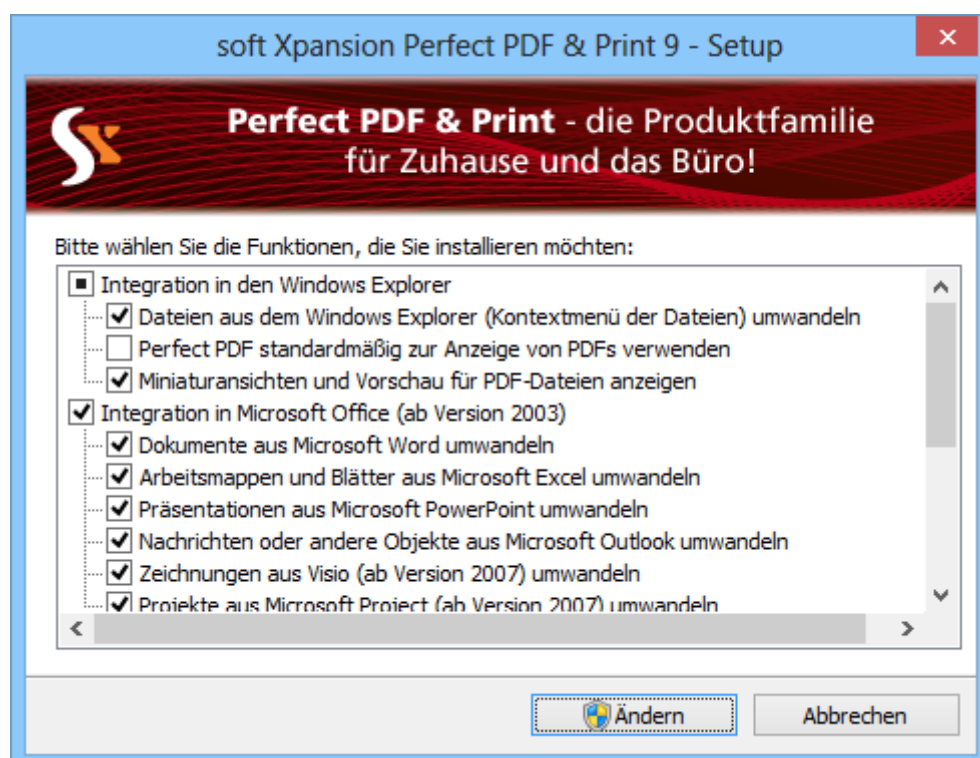 soft Xpansion Perfect PDF & Print 9 - Setup
Perfect PDF & Print - die Produktfamilie
für Zuhause und das Büro!
Bitte wählen Sie die Funktionen, die Sie installieren möchten:
Integration in den Windows Explorer
Dateien aus dem Windows Explorer (Kontextmenü der Dateien) umwandeln
Perfect PDF standardmäßig zur Anzeige von PDFs verwenden
Miniaturansichten und Vorschau für PDF-Dateien anzeigen
Integration in Microsoft Office (ab Version 2003)
Dokumente aus Microsoft Word umwandeln
Arbeitsmappen und Blätter aus Microsoft Excel umwandeln
Präsentationen aus Microsoft PowerPoint umwandeln
Nachrichten oder andere Objekte aus Microsoft Outlook umwandeln
Zeichnungen aus Visio (ab Version 2007) umwandeln
Projekte aus Microsoft Project (ab Version 2007) umwandeln
Ändern Abbrechen